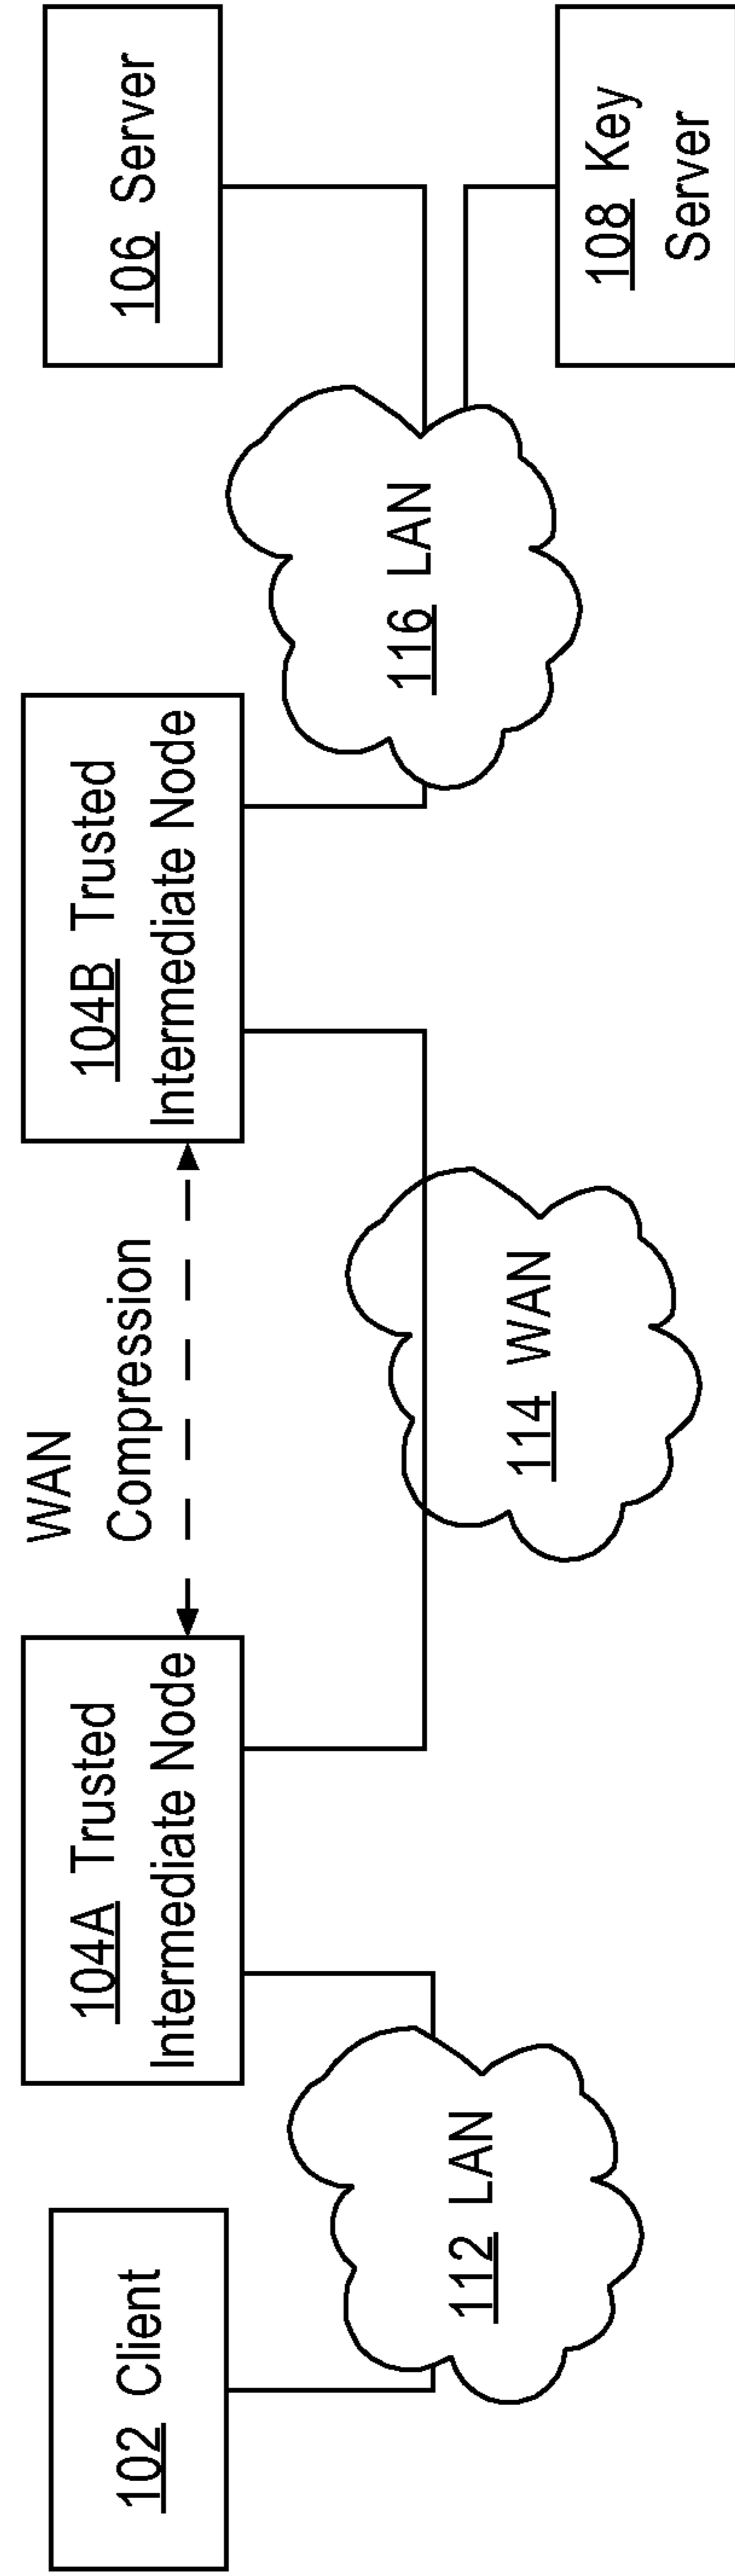 102 Client
112 LAN
104A Trusted
Intermediate Node
WAN
Compression
114 WAN
104B Trusted
Intermediate Node
116 LAN
106 Server
108 Key
Server